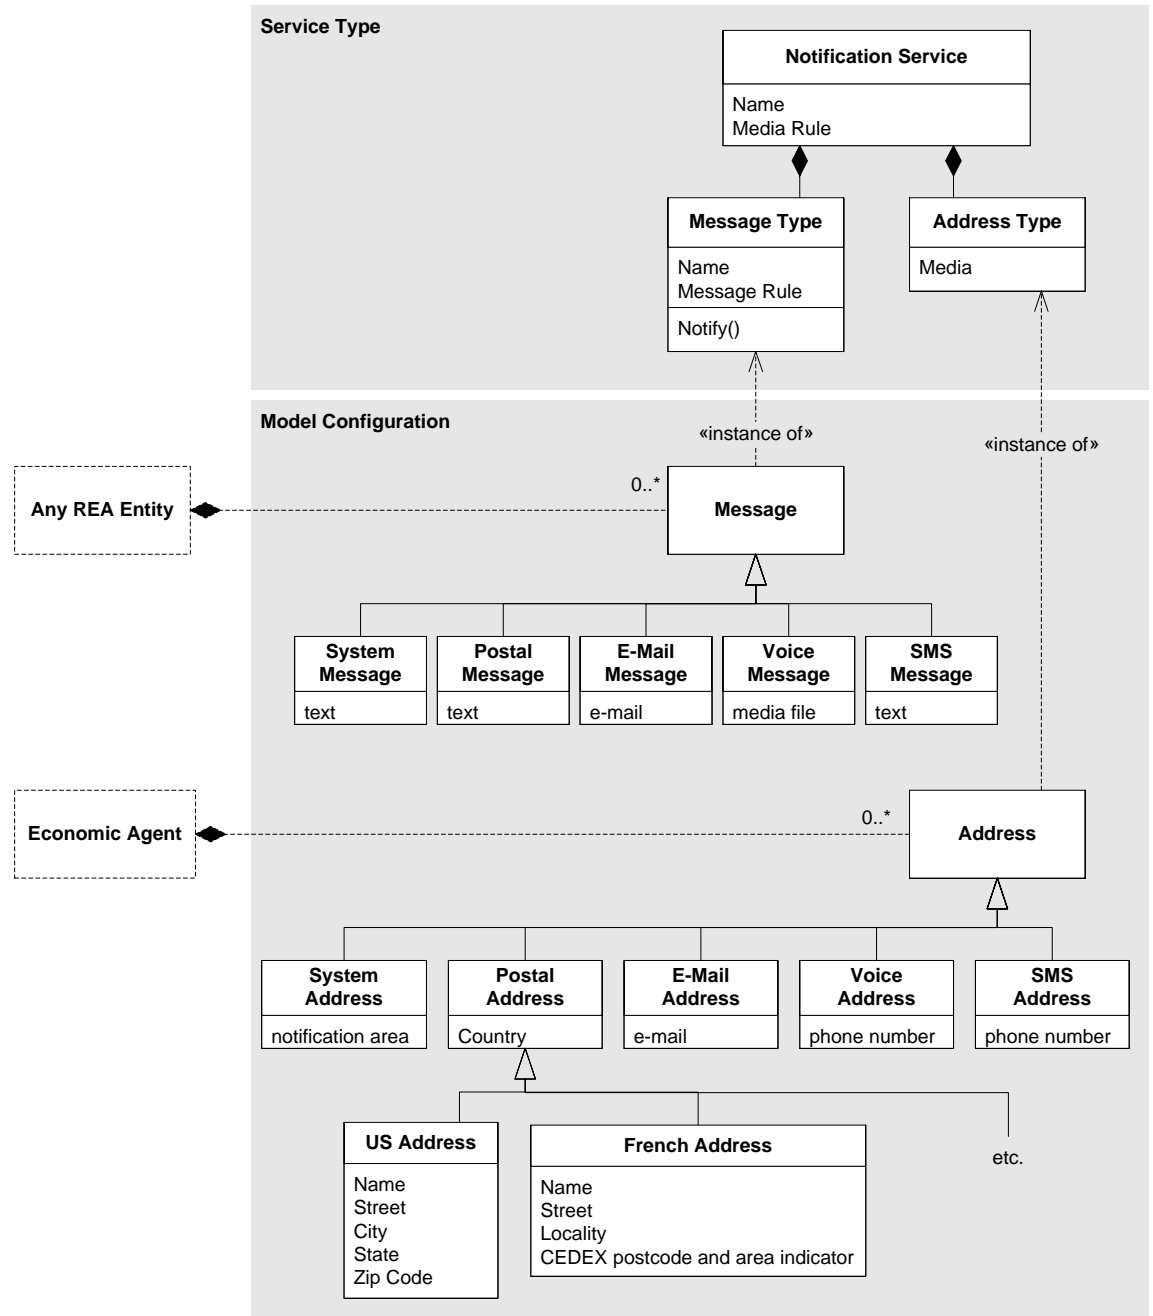 Service Type
Notification Service
Name
Media Rule
Message Type
Name
Message Rule
Notify()
Address Type
Media
Model Configuration
«instance of»
«instance of»
Any REA Entity
0..*
Message
System
Message
text
Postal
Message
text
E-Mail
Message
e-mail
Voice
Message
media file
SMS
Message
text
Economic Agent
0..*
Address
System
Address
notification area
Postal
Address
Country
E-Mail
Address
e-mail
Voice
Address
phone number
SMS
Address
phone number
US Address
Name
Street
City
State
Zip Code
French Address
Name
Street
Locality
CEDEX postcode and area indicator
etc.